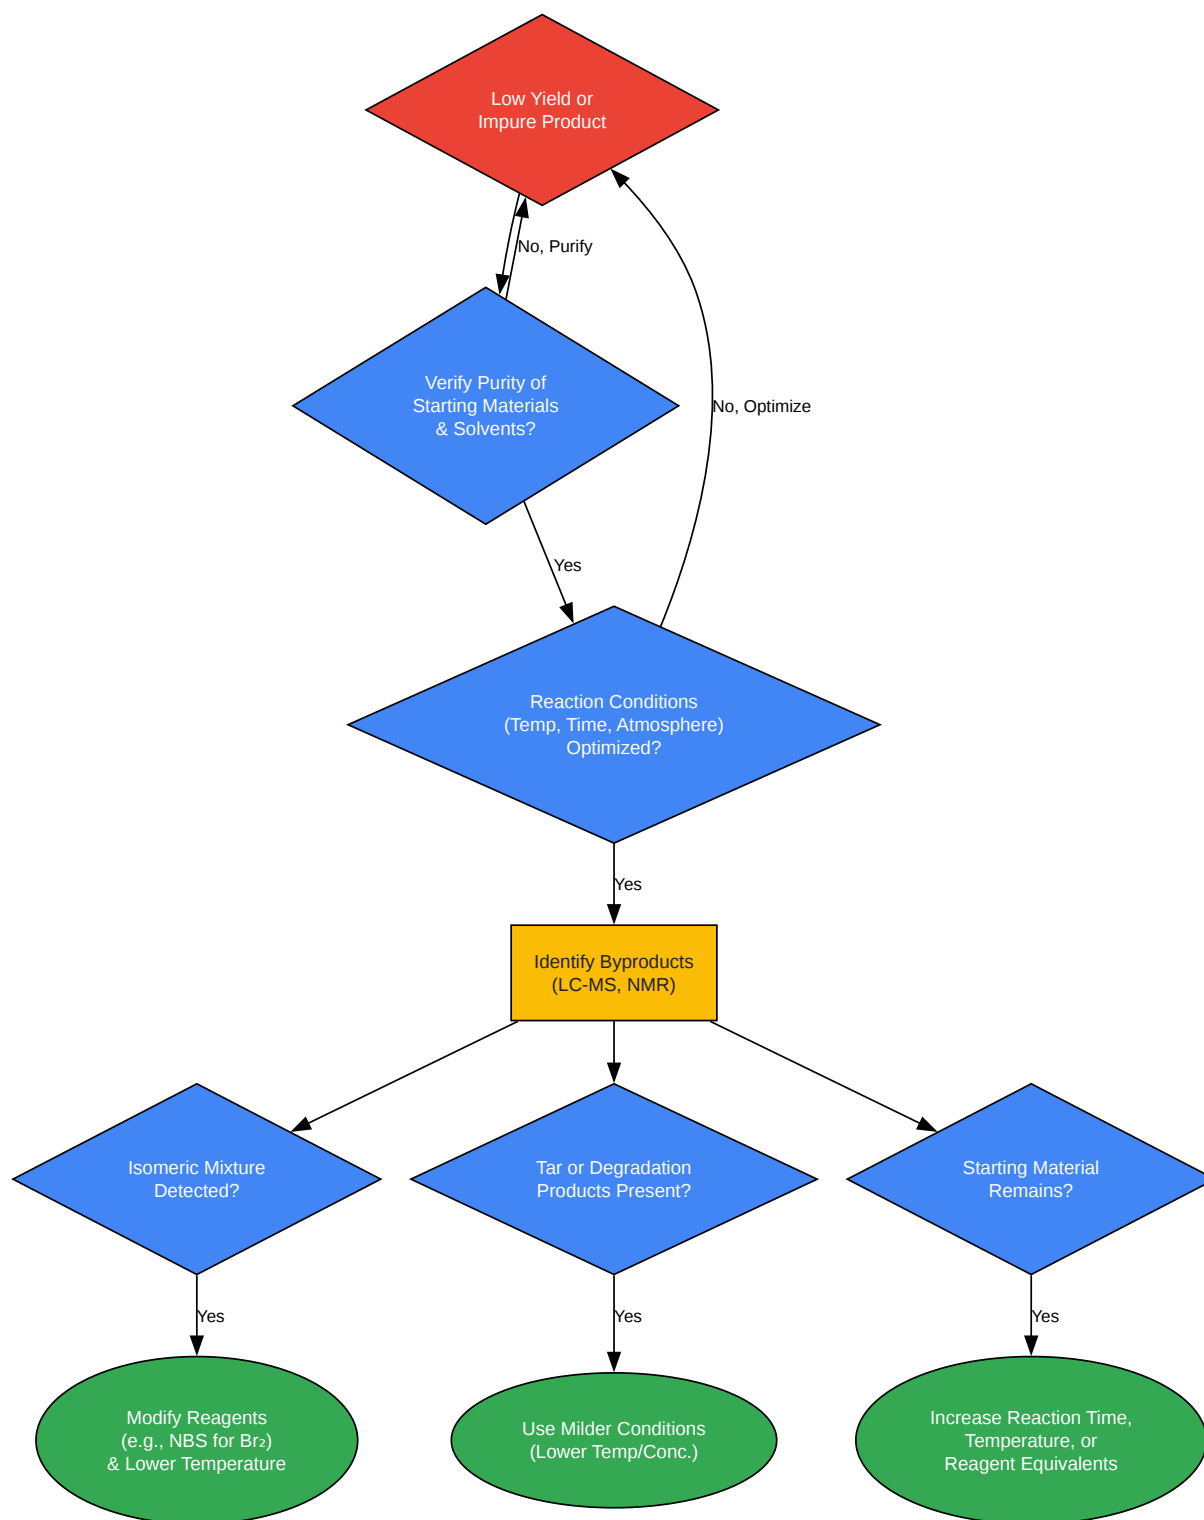 Low Yield or
Impure Product
No, Purify
Verify Purity of
Starting Materials
& Solvents?
No, Optimize
Yes
Reaction Conditions
(Temp, Time, Atmosphere)
Optimized?
Yes
Identify Byproducts
(LC-MS, NMR)
Isomeric Mixture
Detected?
Tar or Degradation
Products Present?
Starting Material
Remains?
Yes
Yes
Yes
Modify Reagents
(e.g., NBS for Br₂)
& Lower Temperature
Use Milder Conditions
(Lower Temp/Conc.)
Increase Reaction Time,
Temperature, or
Reagent Equivalents